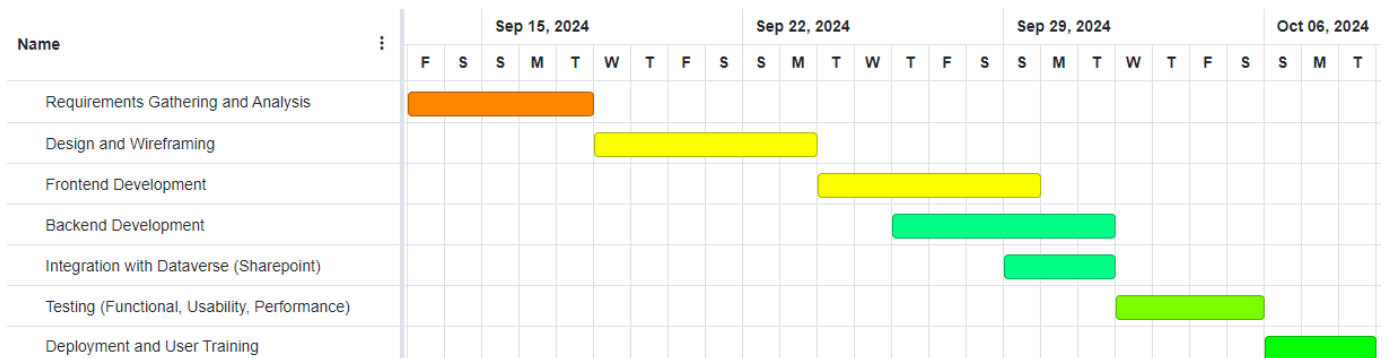 Name
Sep 15, 2024 Sep 22, 2024 Sep 29, 2024 Oct 06, 2024
F S S M T W T F S S M T W T F S S M T W T F S S M T
Requirements Gathering and Analysis
Design and Wireframing
Frontend Development
Backend Development
Integration with Dataverse (Sharepoint)
Testing (Functional, Usability, Performance)
Deployment and User Training